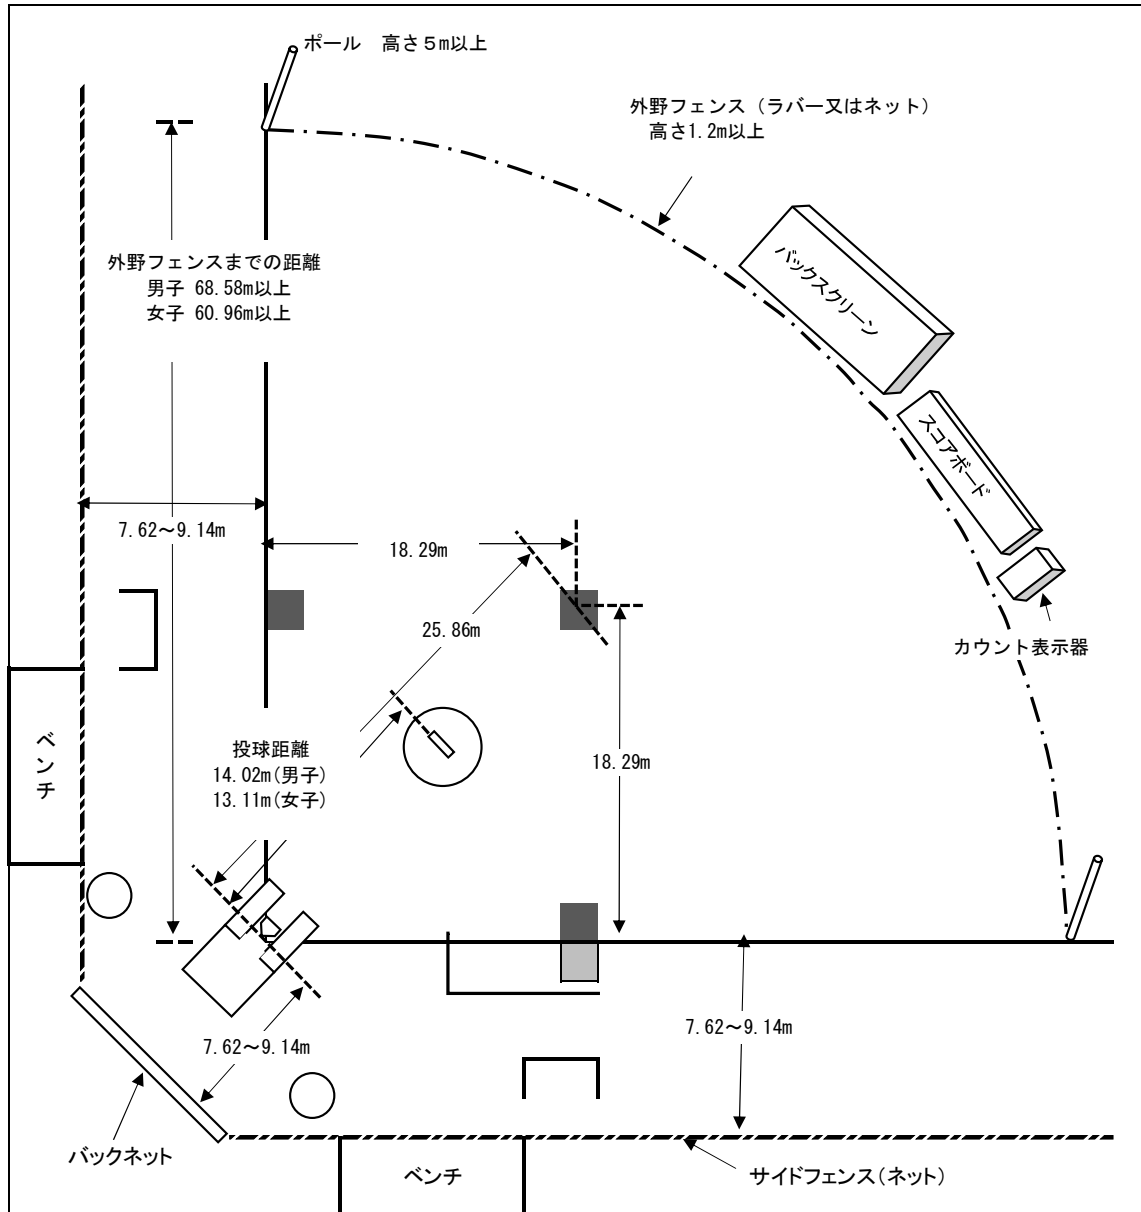 ポール　高さ５m以上
外野フェンス（ラバー又はネット）
高さ1.2m以上
バックスクリーン
外野フェンスまでの距離
男子 68.58m以上
女子 60.96m以上
スコアボード
7.62～9.14m
18.29m
25.86m
カウント表示器
ベンチ
投球距離
14.02m(男子)
13.11m(女子)
18.29m
7.62～9.14m
7.62～9.14m
バックネット
ベンチ
サイドフェンス(ネット)